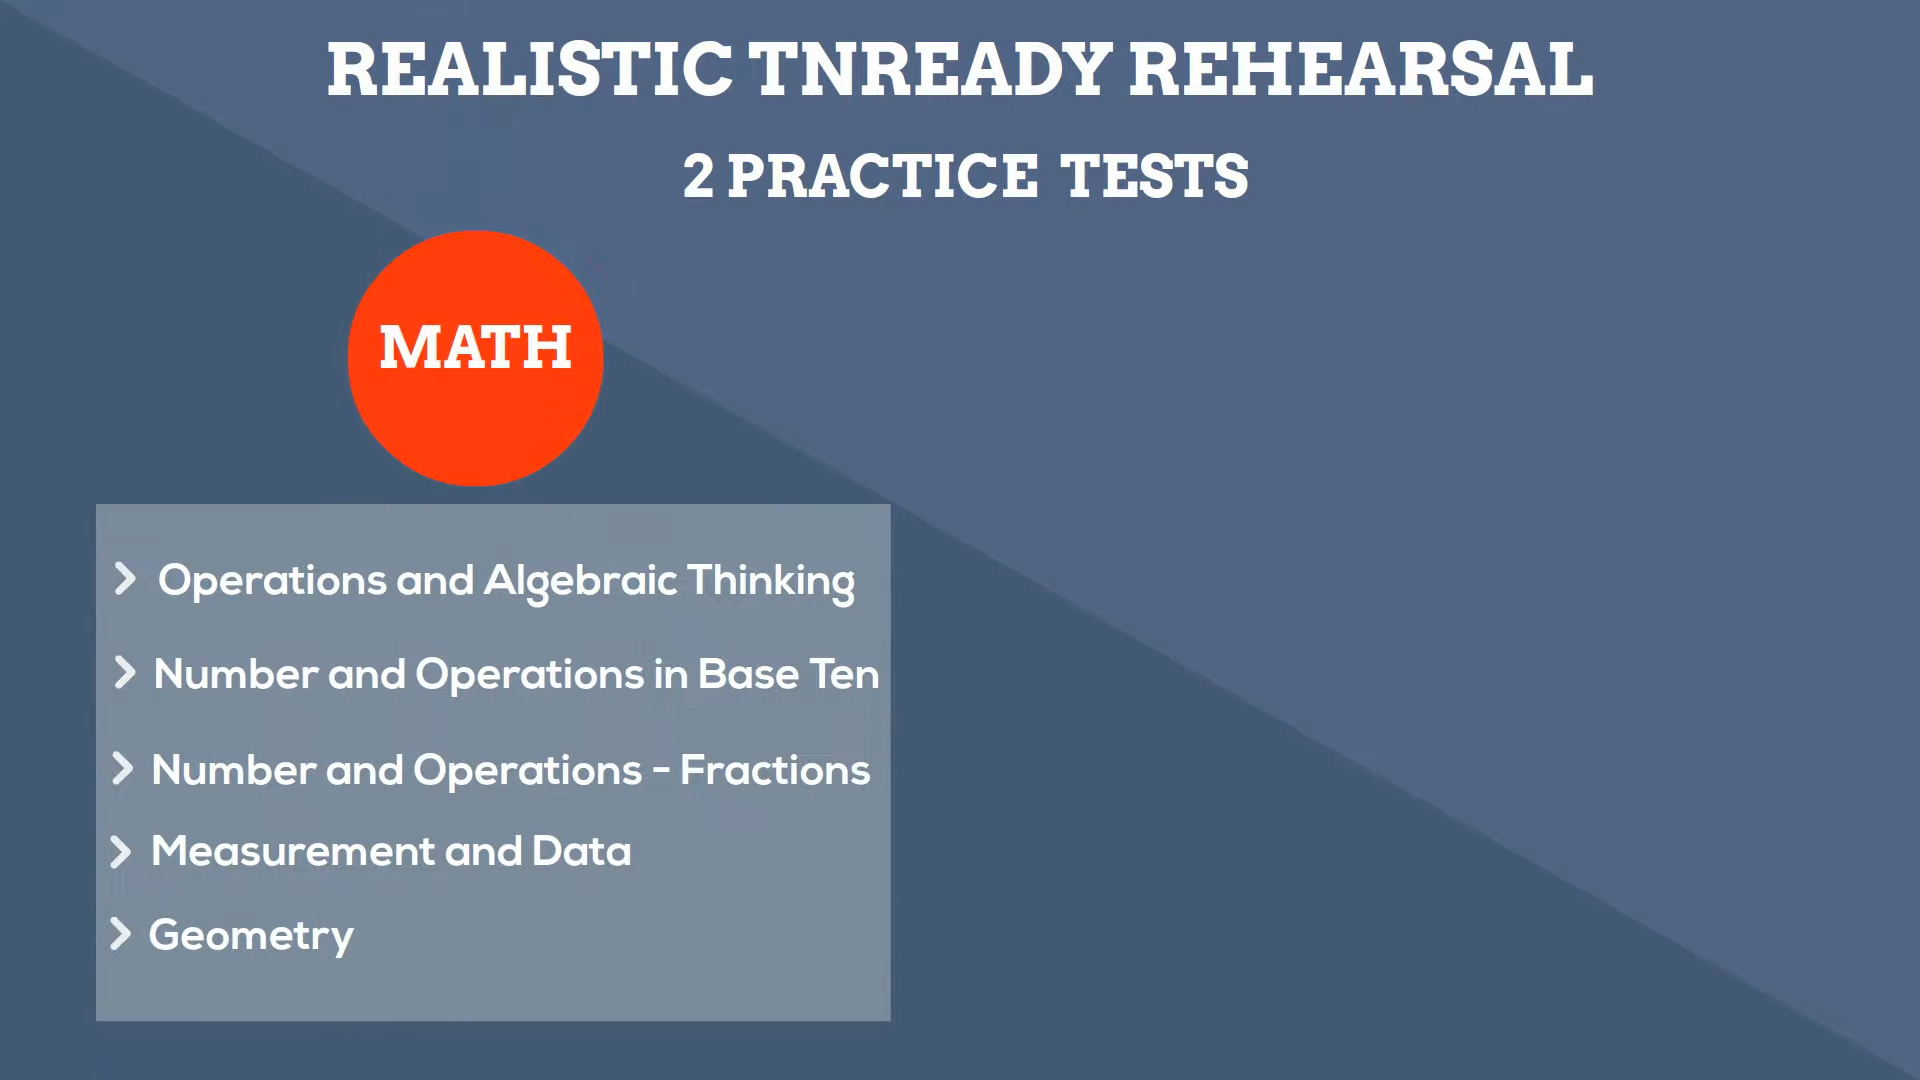 REALISTIC TNREADY REHEARSAL
2 PRACTICE TESTS
MATH
Operations and Algebraic Thinking
Number and Operations in Base Ten
Number and Operations - Fractions
Measurement and Data
Geometry